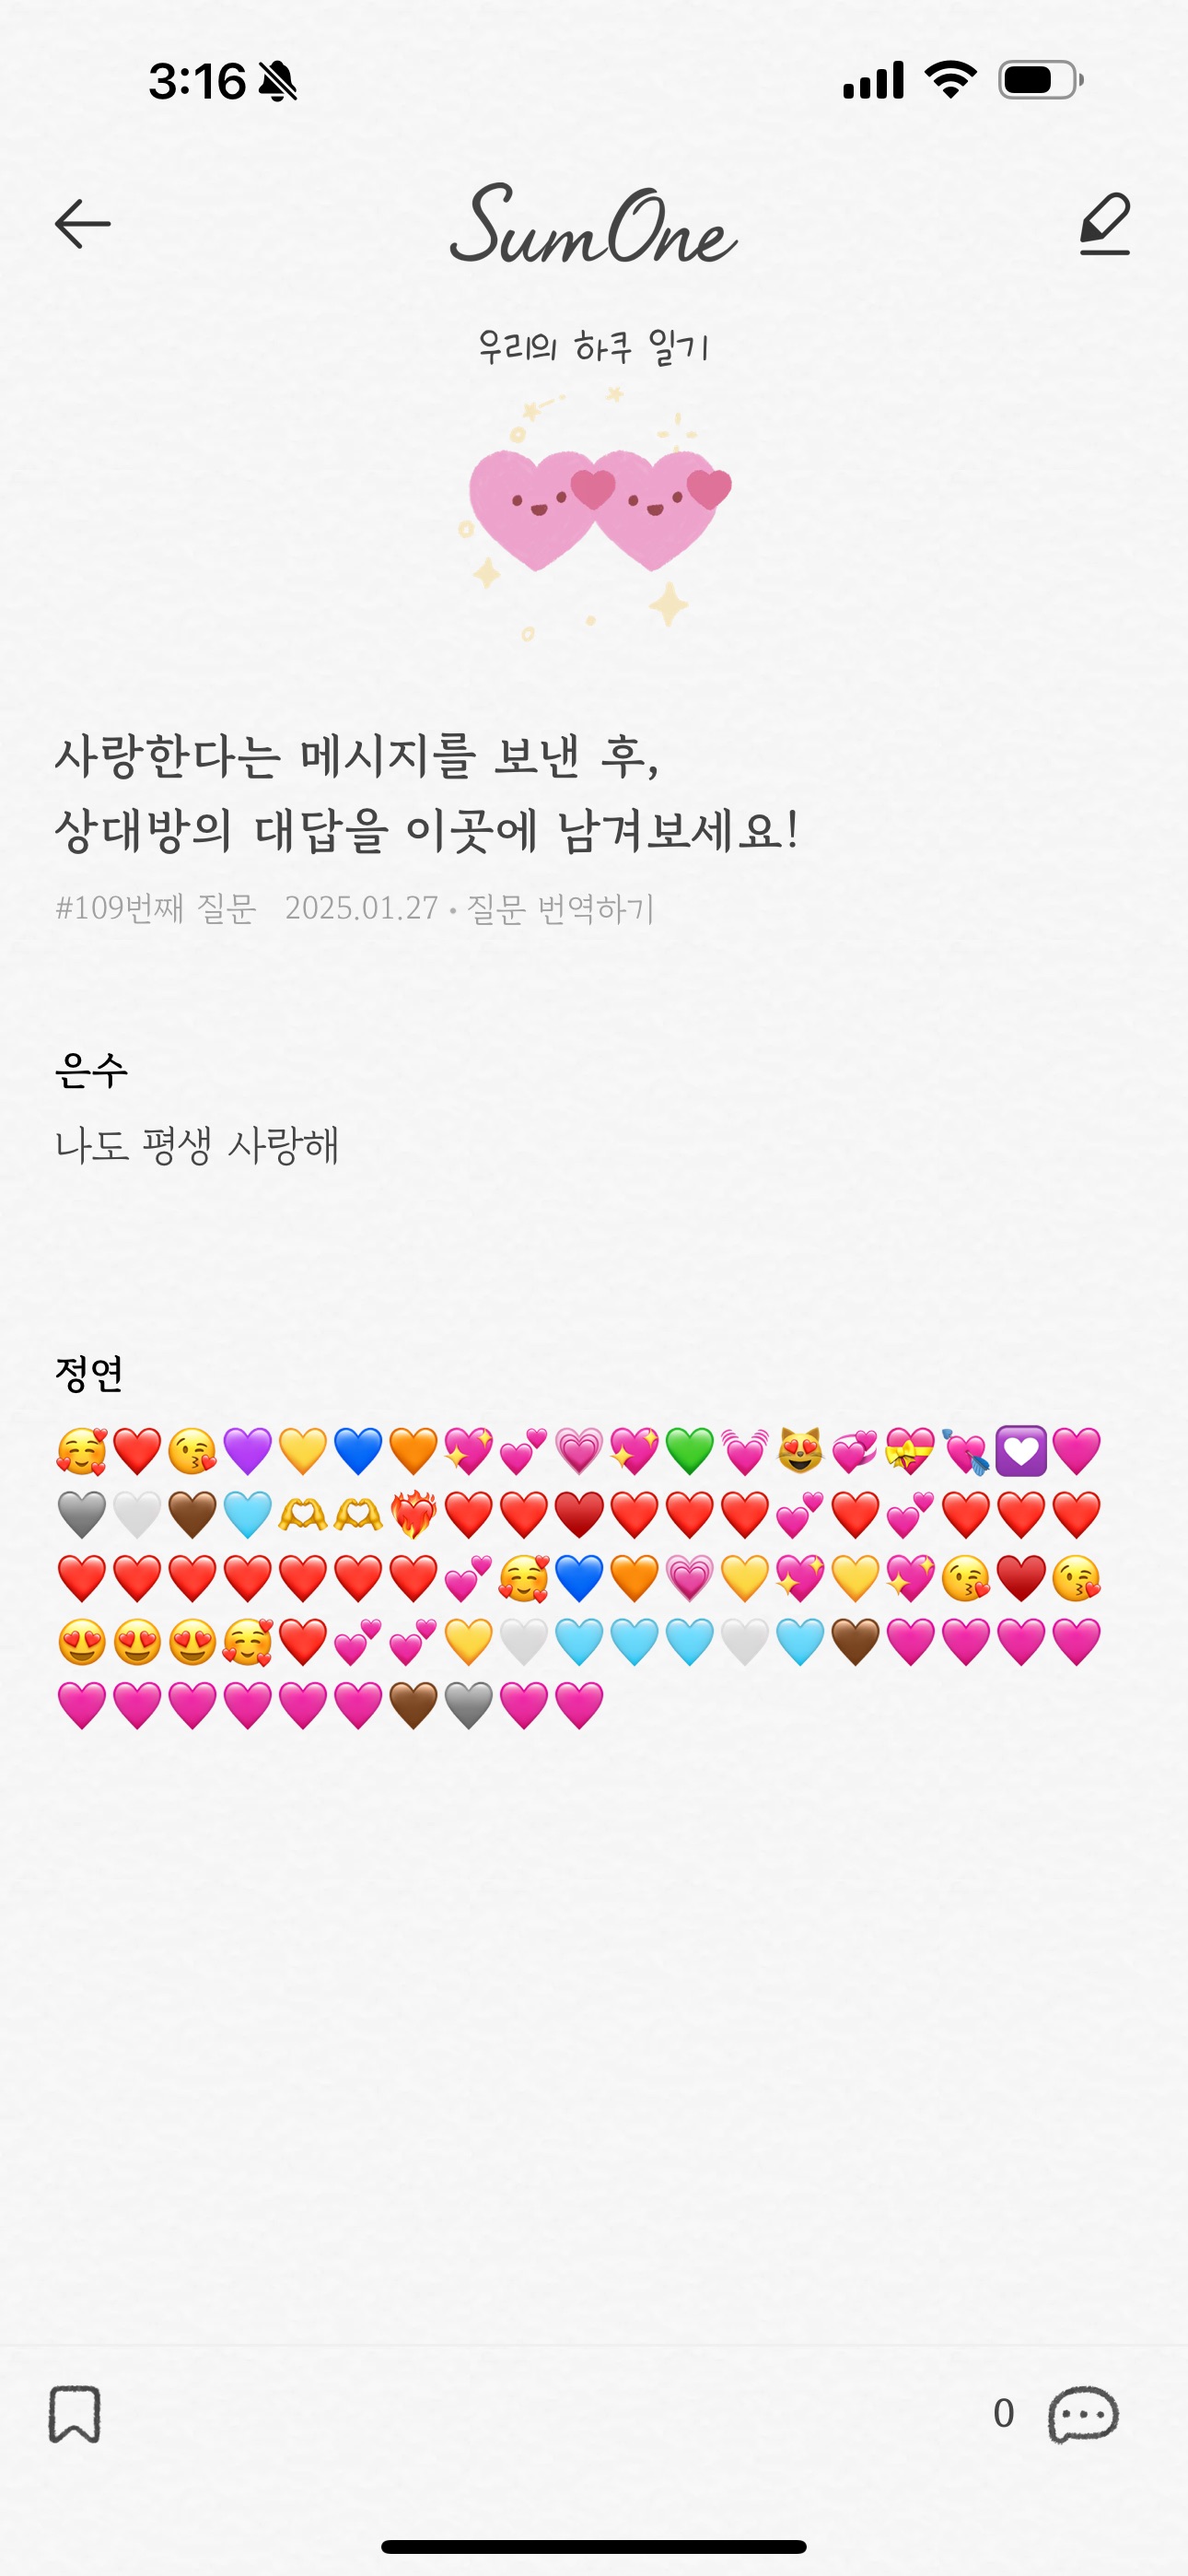 3:16
SumOne
우리의 하루 일기
사랑한다는 메시지를 보낸 후,
상대방의 대답을 이곳에 남겨보세요!
#109번째 질문 2025.01.27 • 질문 번역하기
은수
나도 평생 사랑해
정연
🥰❤️😘💜💛💙🧡💖💕💗💖💚💓😻💞💝💘💟🩷
🩶🤍🤎🩵🫶🫶❤️‍🔥❤️❤️♥️❤️❤️❤️💕❤️💕❤️❤️❤️
❤️❤️❤️❤️❤️❤️❤️💕🥰💙🧡💗💛💖💛💖😘♥️😘
😍😍😍🥰❤️💕💕💛🤍🩵🩵🩵🤍🩵🤎🩷🩷🩷🩷
🩷🩷🩷🩷🩷🩷🤎🩶🩷🩷
0